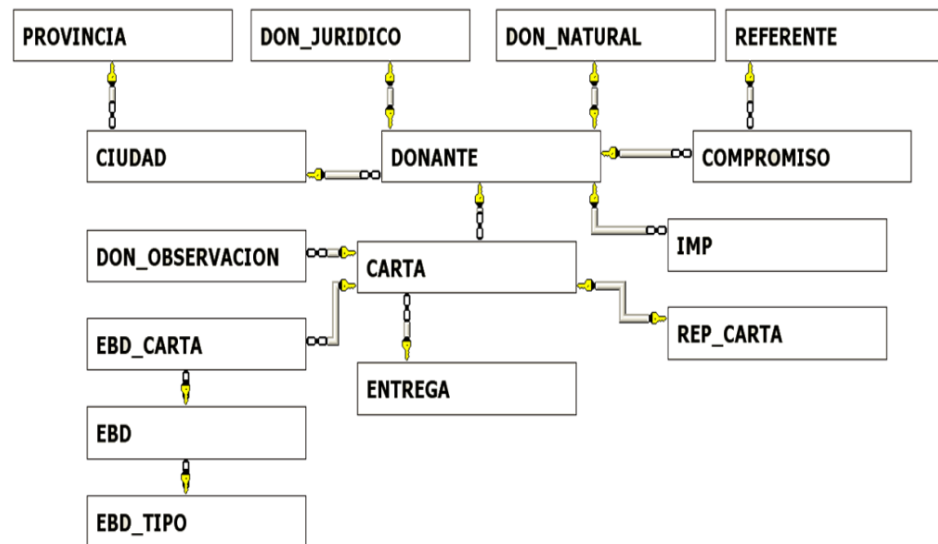 PROVINCIA
DON_JURIDICO
DON_NATURAL
REFERENTE
CIUDAD
DONANTE
COMPROMISO
DON_OBSERVACION
CARTA
IMP
EBD_CARTA
REP_CARTA
ENTREGA
EBD
EBD_TIPO